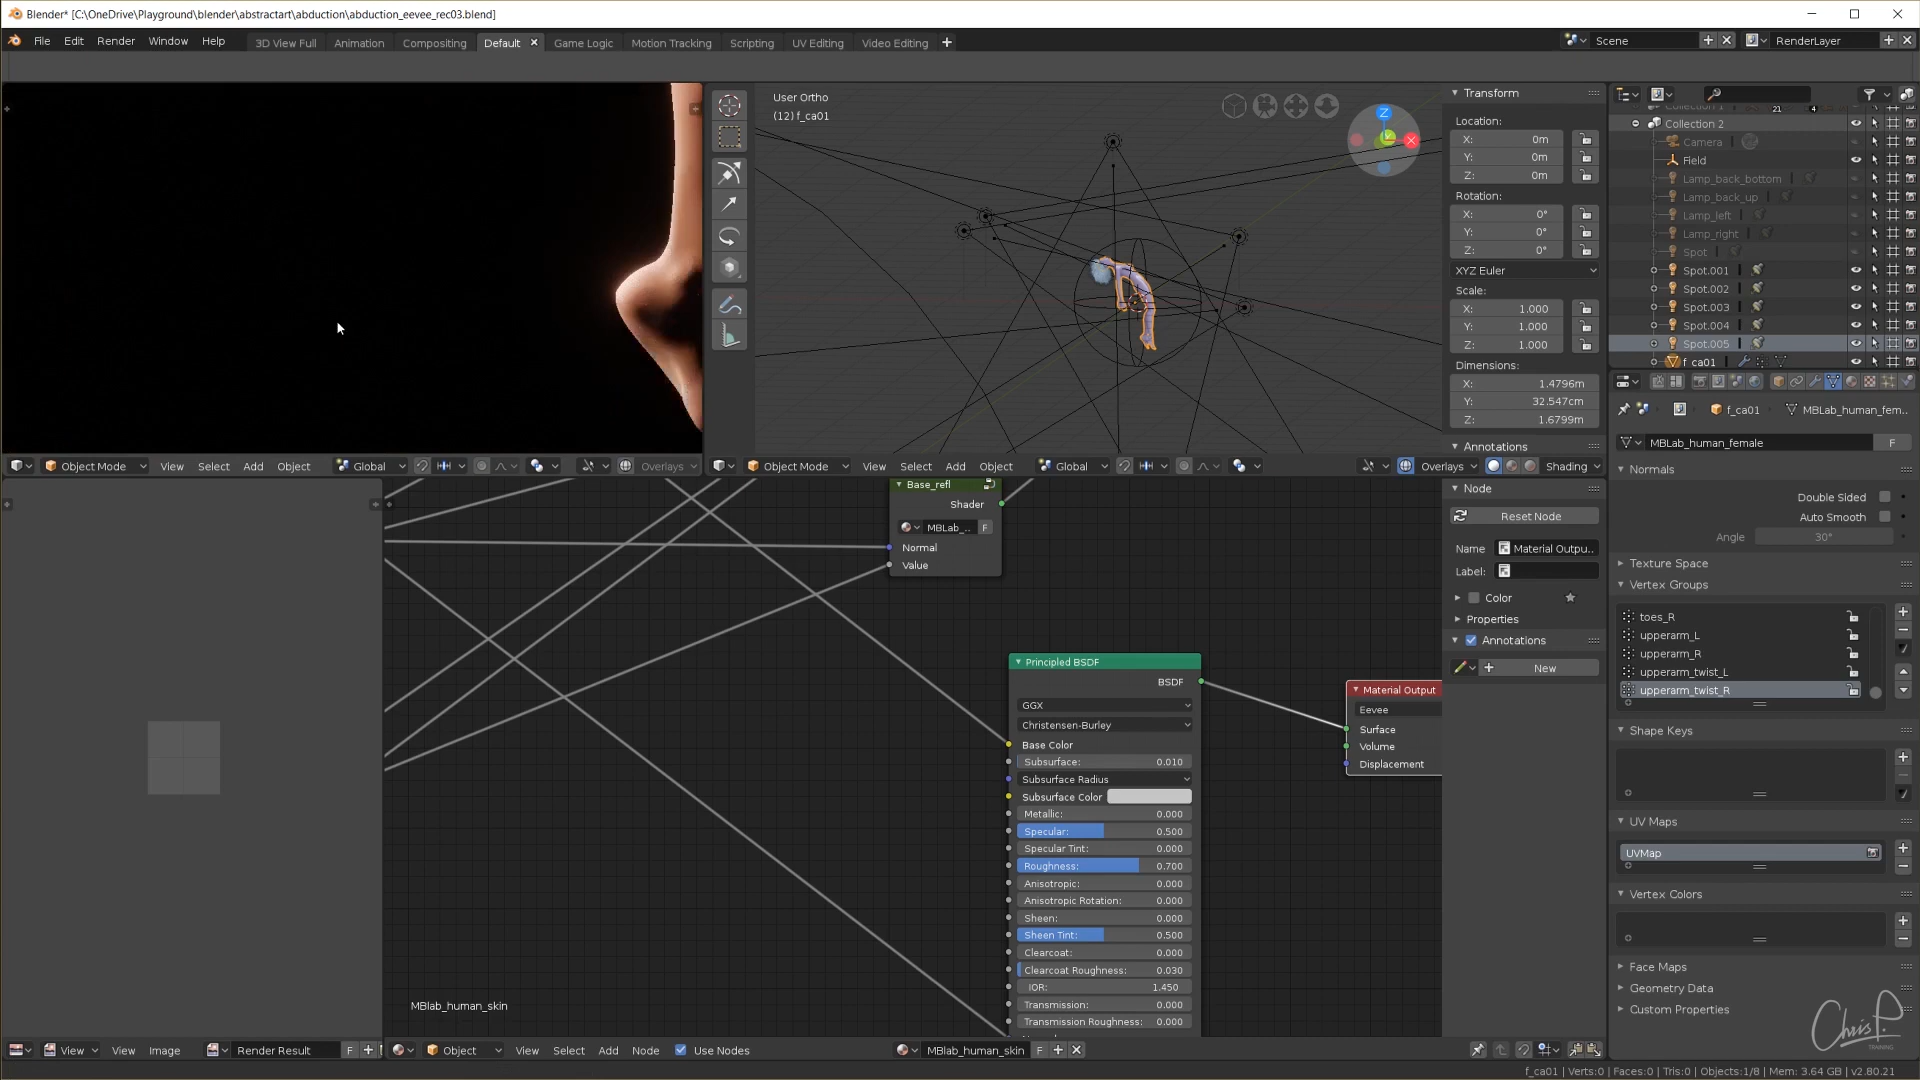 Blender* [C:\OneDrive\Playground\blender\abstractart\abduction\abduction_eevee_rec03.blend]
File Edit Render Window Help 3D View Full Animation Compositing Default Game Logic Motion Tracking Scripting UV Editing Video Editing Scene RenderLayer
User Ortho
(12) f_ca01
Transform
Location:
X: 0m
Y: 0m
Z: 0m
Rotation:
X: 0°
Y: 0°
Z: 0°
XYZ Euler
Scale:
X: 1.000
Y: 1.000
Z: 1.000
Dimensions:
X: 1.4796m
Y: 32.547cm
Z: 1.6799m
Annotations
Z
Y
X
21 4
Collection 2
Camera
Field
Lamp_back_bottom
Lamp_back_up
Lamp_left
Lamp_right
Spot
Spot.001
Spot.002
Spot.003
Spot.004
Spot.005
f_ca01
Object Mode View Select Add Object Global Overlays
Object Mode View Select Add Object Global Overlays Shading
Base_refl
Shader
MBLab_.. F
Normal
Value
Principled BSDF
BSDF
GGX
Christensen-Burley
Base Color
Subsurface: 0.010
Subsurface Radius
Subsurface Color
Metallic: 0.000
Specular: 0.500
Specular Tint: 0.000
Roughness: 0.700
Anisotropic: 0.000
Anisotropic Rotation: 0.000
Sheen: 0.000
Sheen Tint: 0.500
Clearcoat: 0.000
Clearcoat Roughness: 0.030
IOR: 1.450
Transmission: 0.000
Transmission Roughness: 0.000
Material Output
Eevee
Surface
Volume
Displacement
MBlab_human_skin
Node
Reset Node
Name Material Outpu..
Label:
Color
Properties
Annotations
New
f_ca01 MBLab_human_fem..
MBLab_human_female F
Normals
Double Sided
Auto Smooth
Angle 30°
Texture Space
Vertex Groups
toes_R
upperarm_L
upperarm_R
upperarm_twist_L
upperarm_twist_R
Shape Keys
UV Maps
UVMap
Vertex Colors
Face Maps
Geometry Data
Custom Properties
Chris P.
TRAINING
View View Image Render Result F
Object View Select Add Node Use Nodes MBlab_human_skin F
f_ca01 | Verts:0 | Faces:0 | Tris:0 | Objects:1/8 | Mem: 3.64 GB | v2.80.21